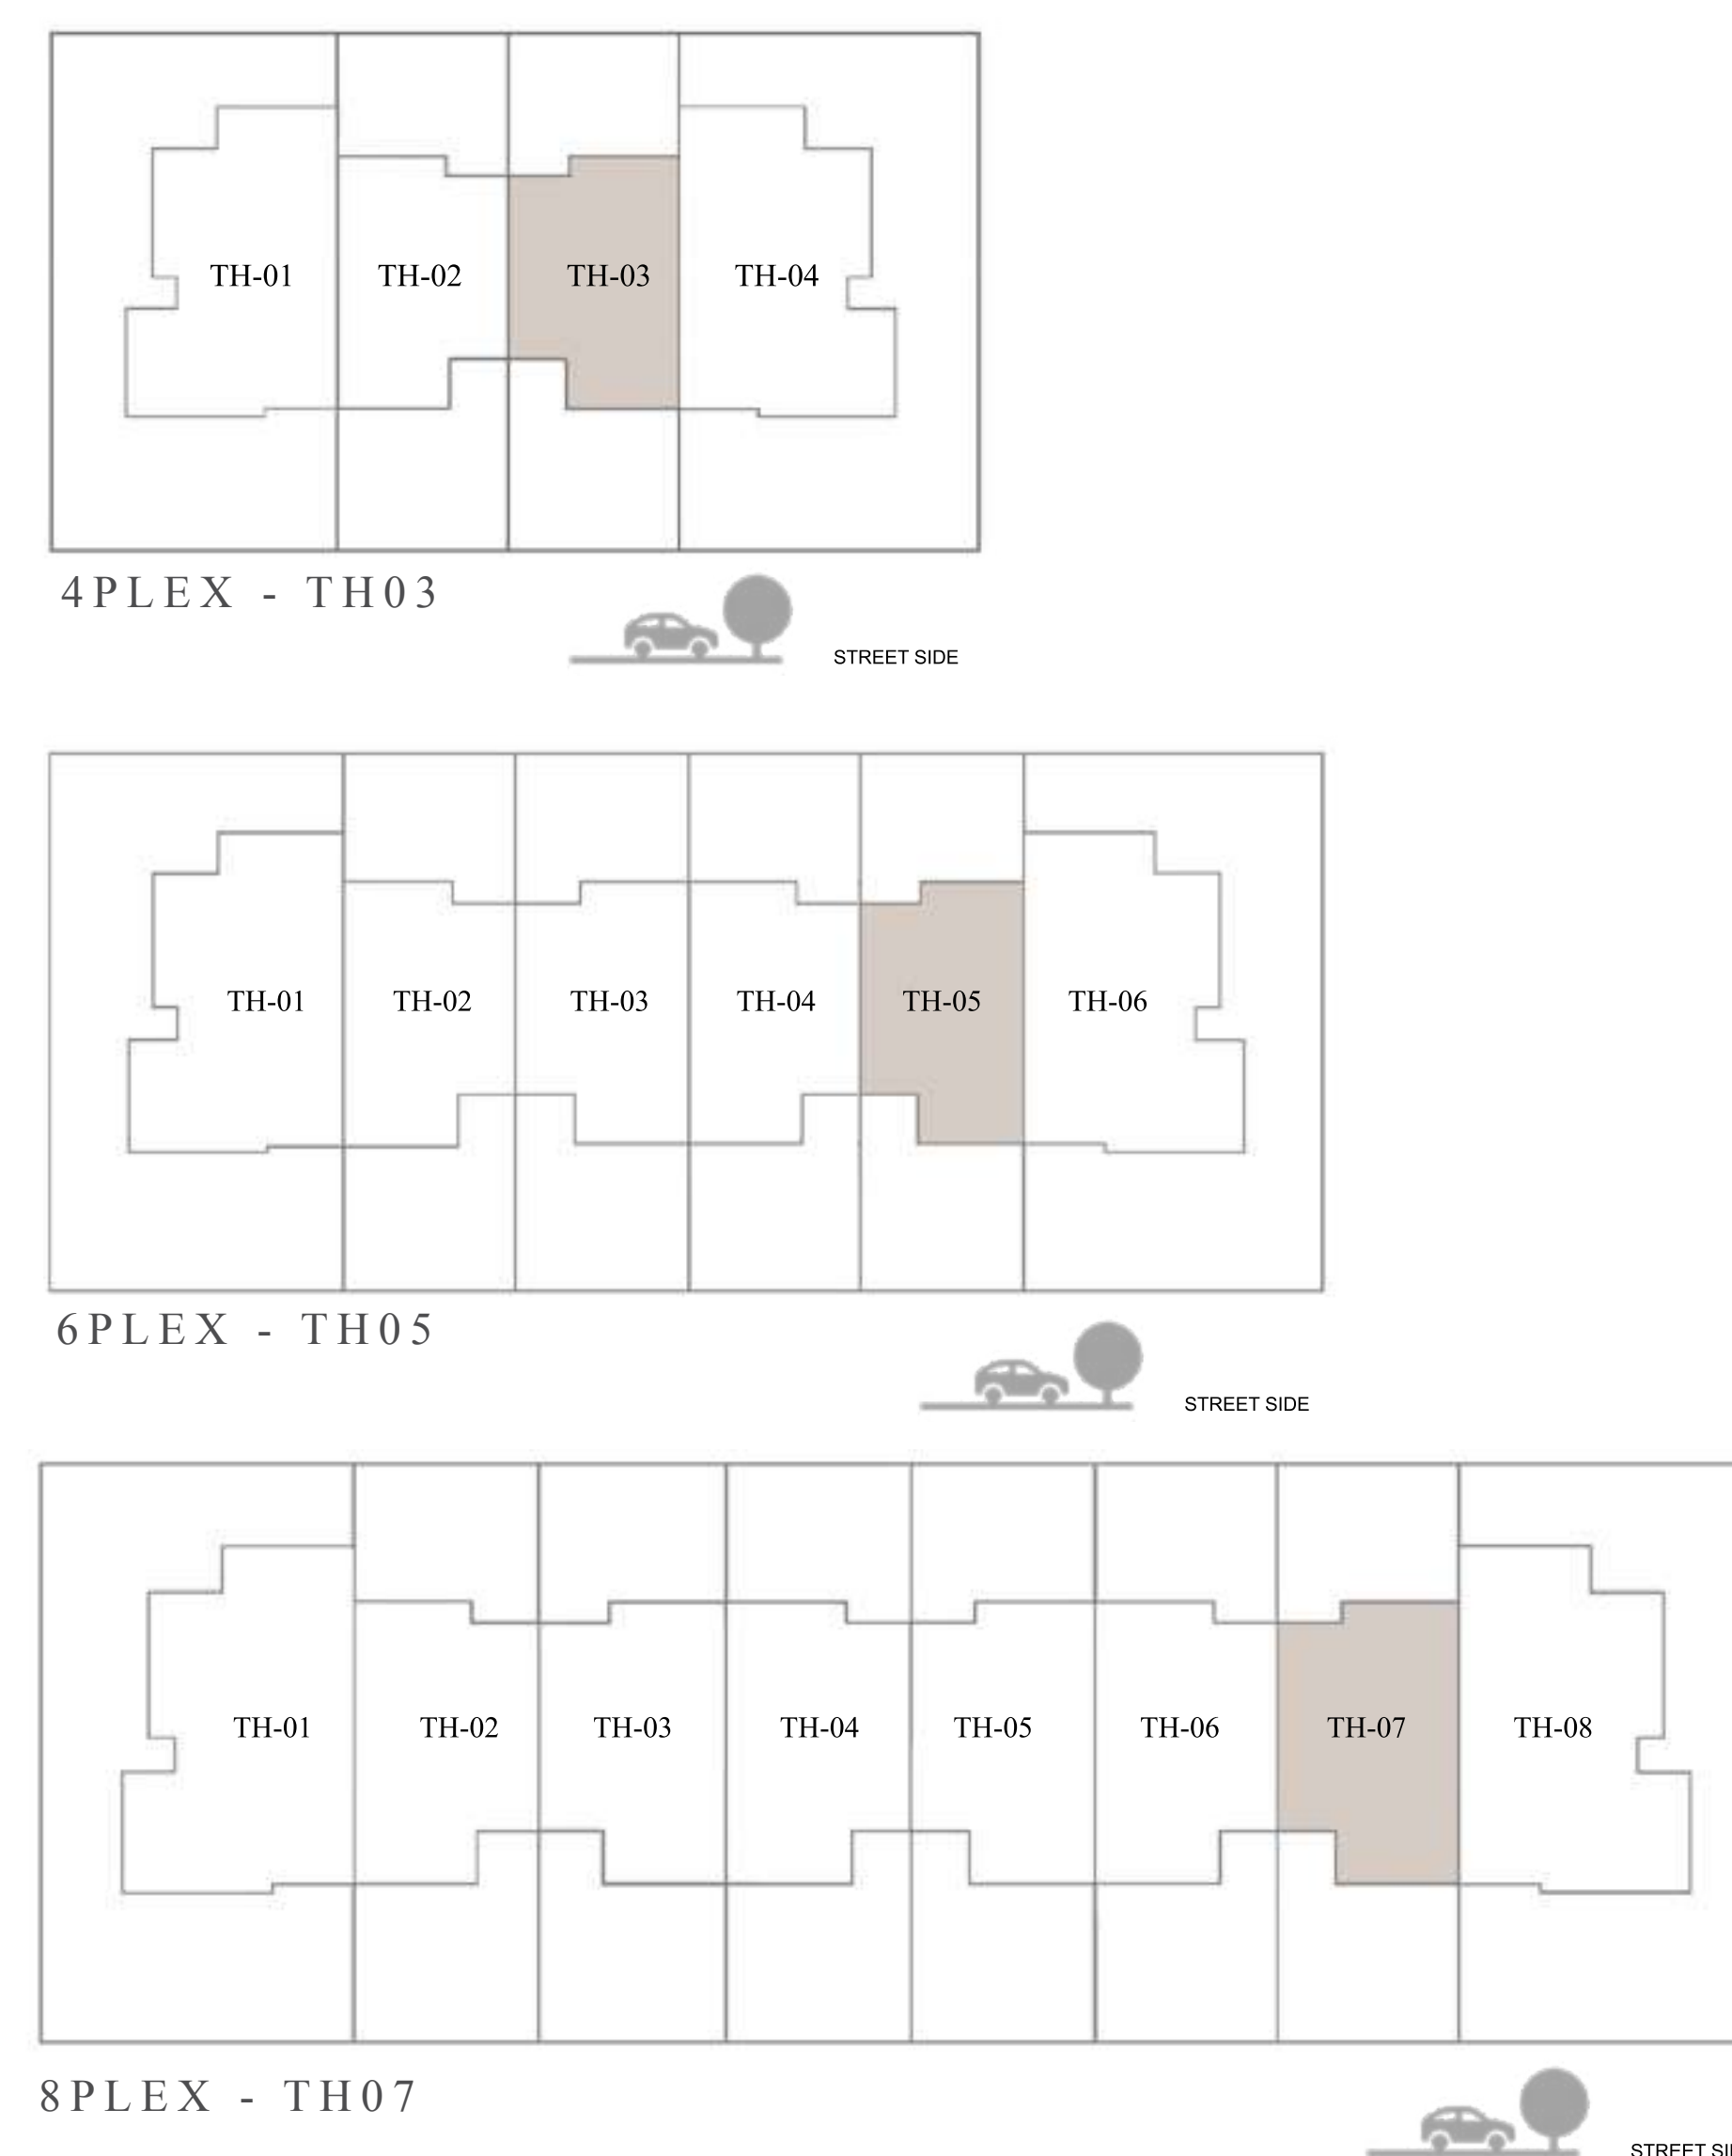 TH-01 TH-02 TH-03 TH-04
4PLEX - TH03
STREET SIDE
TH-01 TH-02 TH-03 TH-04 TH-05 TH-06
6PLEX - TH05
STREET SIDE
TH-01 TH-02 TH-03 TH-04 TH-05 TH-06 TH-07 TH-08
8PLEX - TH07
STREET